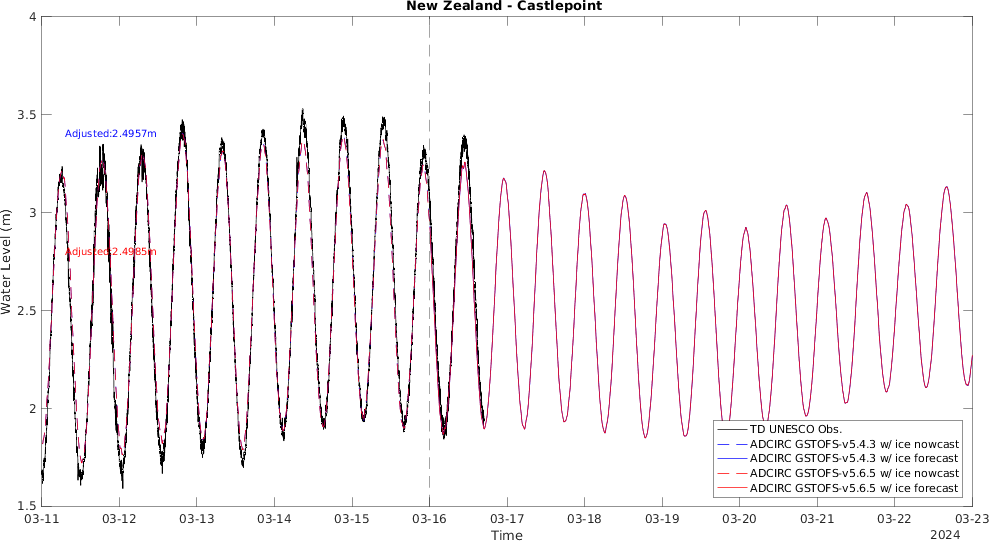 New Zealand - Castlepoint
4
3.5
3
2.5
2
1.5
Water Level (m)
Adjusted:2.4957m
Adjusted:2.4985m
TD UNESCO Obs.
ADCIRC GSTOFS-v5.4.3 w/ ice nowcast
ADCIRC GSTOFS-v5.4.3 w/ ice forecast
ADCIRC GSTOFS-v5.6.5 w/ ice nowcast
ADCIRC GSTOFS-v5.6.5 w/ ice forecast
03-11 03-12 03-13 03-14 03-15 03-16 03-17 03-18 03-19 03-20 03-21 03-22 03-23
Time
2024